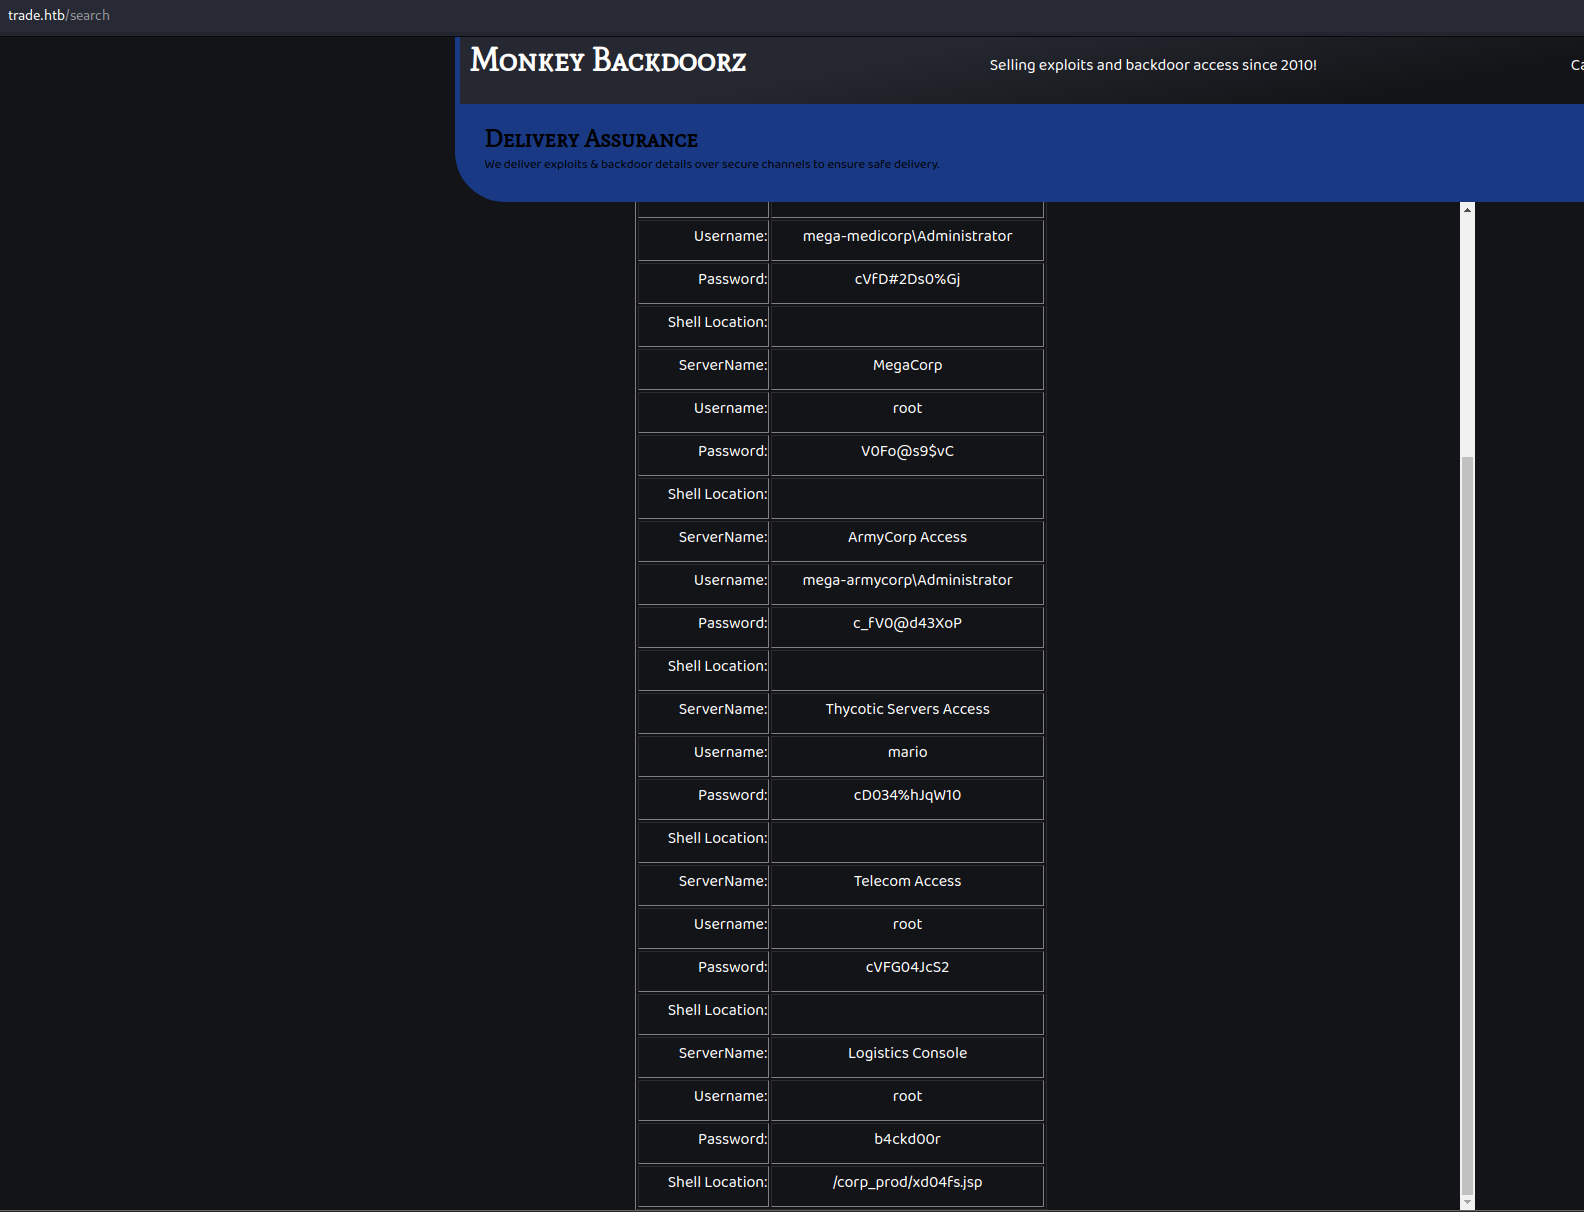 trade.htb/search
Monkey Backdoorz
Selling exploits and backdoor access since 2010!
Delivery Assurance
We deliver exploits & backdoor details over secure channels to ensure safe delivery.
Username: mega-medicorp\Administrator
Password: cVfD#2Ds0%Gj
Shell Location:
ServerName: MegaCorp
Username: root
Password: V0Fo@s9$vC
Shell Location:
ServerName: ArmyCorp Access
Username: mega-armycorp\Administrator
Password: c_fV0@d43XoP
Shell Location:
ServerName: Thycotic Servers Access
Username: mario
Password: cD034%hJqW10
Shell Location:
ServerName: Telecom Access
Username: root
Password: cVFG04JcS2
Shell Location:
ServerName: Logistics Console
Username: root
Password: b4ckd00r
Shell Location: /corp_prod/xd04fs.jsp